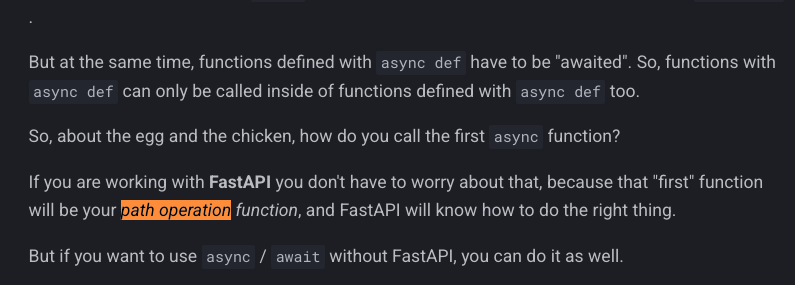 .
But at the same time, functions defined with async def have to be "awaited". So, functions with
async def can only be called inside of functions defined with async def too.
So, about the egg and the chicken, how do you call the first async function?
If you are working with FastAPI you don't have to worry about that, because that "first" function
will be your path operation function, and FastAPI will know how to do the right thing.
But if you want to use async / await without FastAPI, you can do it as well.